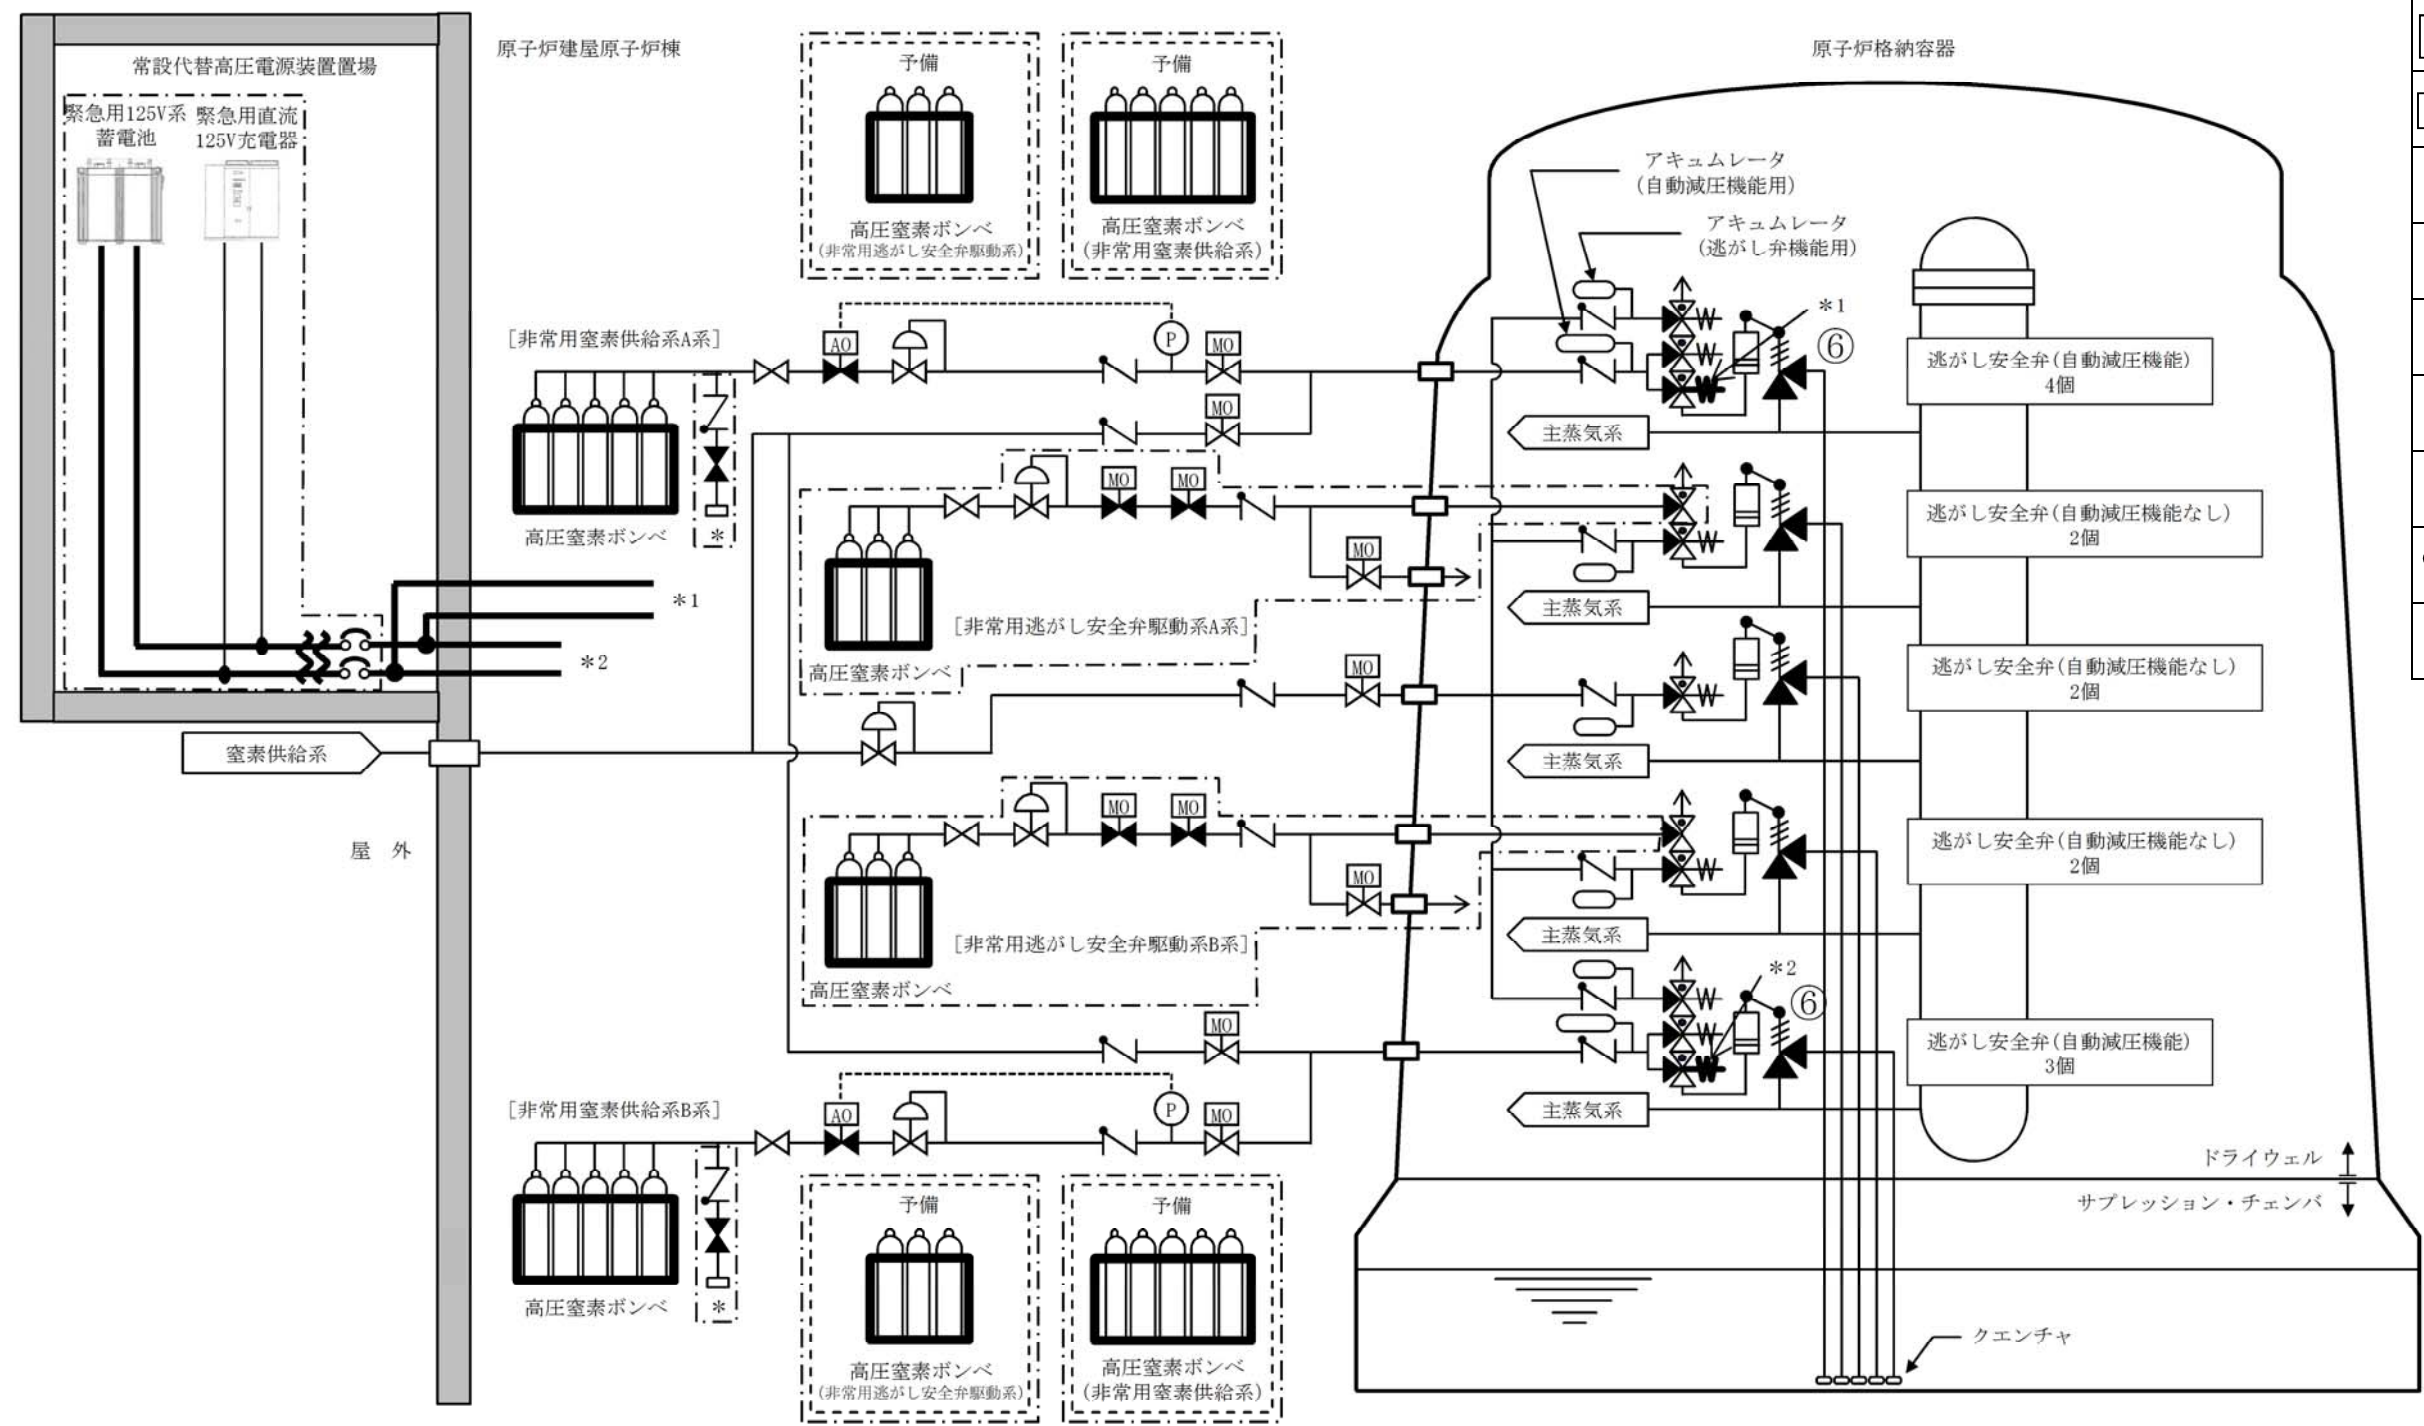 原子炉建屋原子炉棟
原子炉格納容器
常設代替高圧電源装置置場
緊急用125V系
蓄電池
緊急用直流
125V充電器
予備
高圧窒素ボンベ
(非常用逃がし安全弁駆動系)
予備
高圧窒素ボンベ
(非常用窒素供給系)
アキュムレータ
(自動減圧機能用)
アキュムレータ
(逃がし弁機能用)
*1
⑥
[非常用窒素供給系A系]
AO
P
MO
MO
高圧窒素ボンベ
*
逃がし安全弁(自動減圧機能)
4個
主蒸気系
MO
MO
MO
逃がし安全弁(自動減圧機能なし)
2個
主蒸気系
*1
*2
[非常用逃がし安全弁駆動系A系]
高圧窒素ボンベ
MO
逃がし安全弁(自動減圧機能なし)
2個
主蒸気系
窒素供給系
屋 外
MO
MO
MO
逃がし安全弁(自動減圧機能なし)
2個
主蒸気系
[非常用逃がし安全弁駆動系B系]
高圧窒素ボンベ
*2
⑥
MO
逃がし安全弁(自動減圧機能)
3個
主蒸気系
[非常用窒素供給系B系]
AO
P
MO
高圧窒素ボンベ
*
ドライウェル
サプレッション・チェンバ
予備
高圧窒素ボンベ
(非常用逃がし安全弁駆動系)
予備
高圧窒素ボンベ
(非常用窒素供給系)
クエンチャ